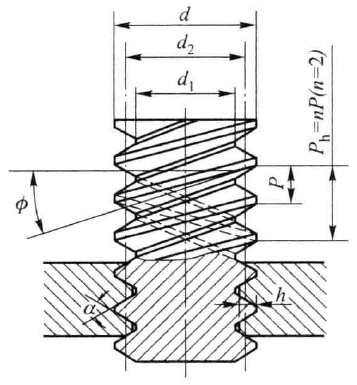 d
d₂
d₁
P
Pₕ=nP(n=2)
ϕ
α
h